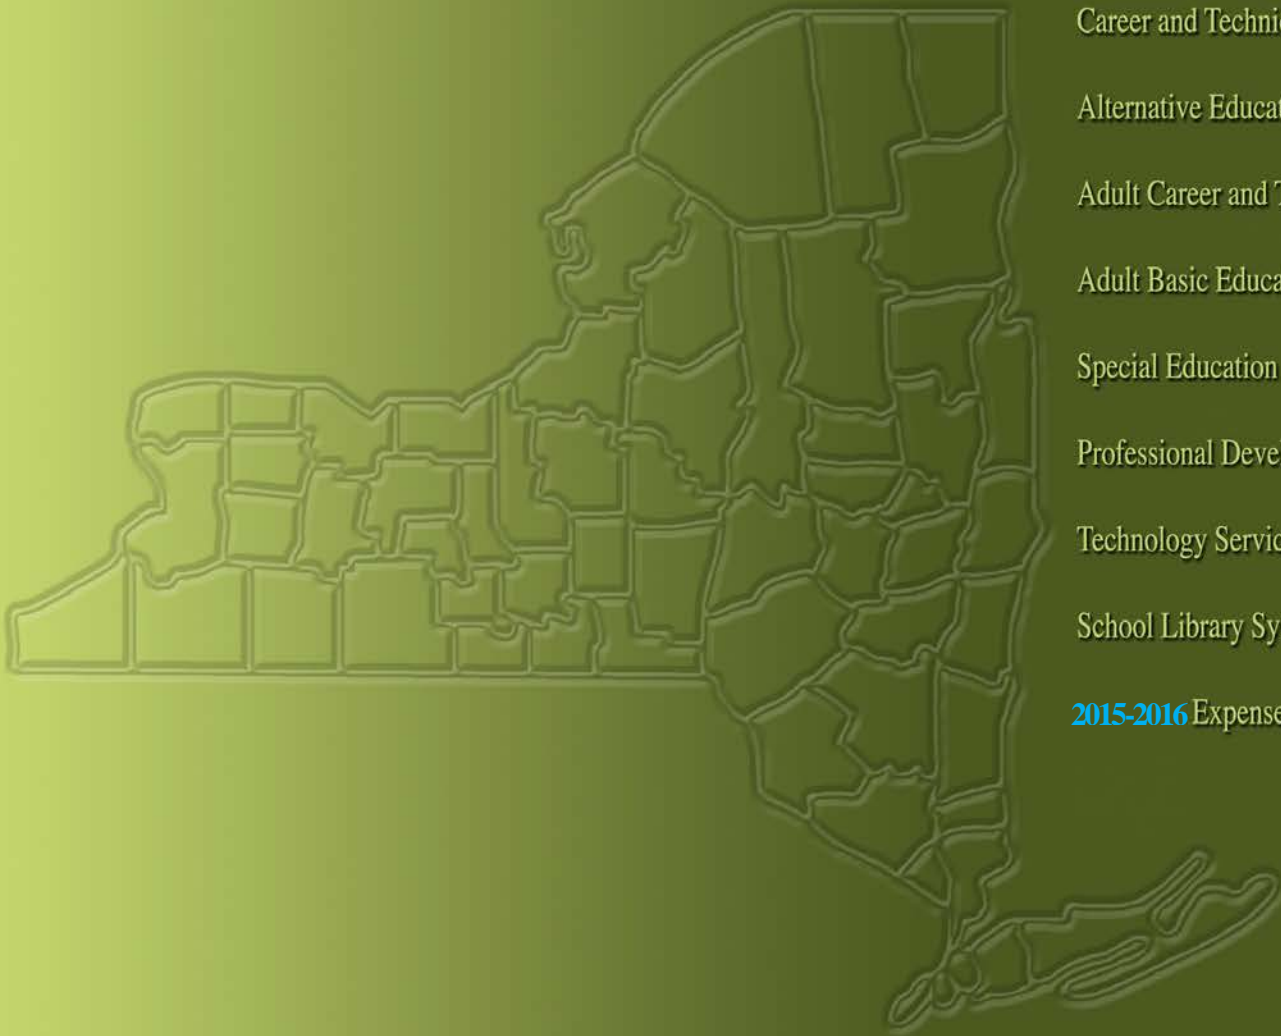 Career and Techni
Alternative Educa
Adult Career and T
Adult Basic Educa
Special Education
Professional Deve
Technology Servic
School Library Sy
2015-2016 Expense